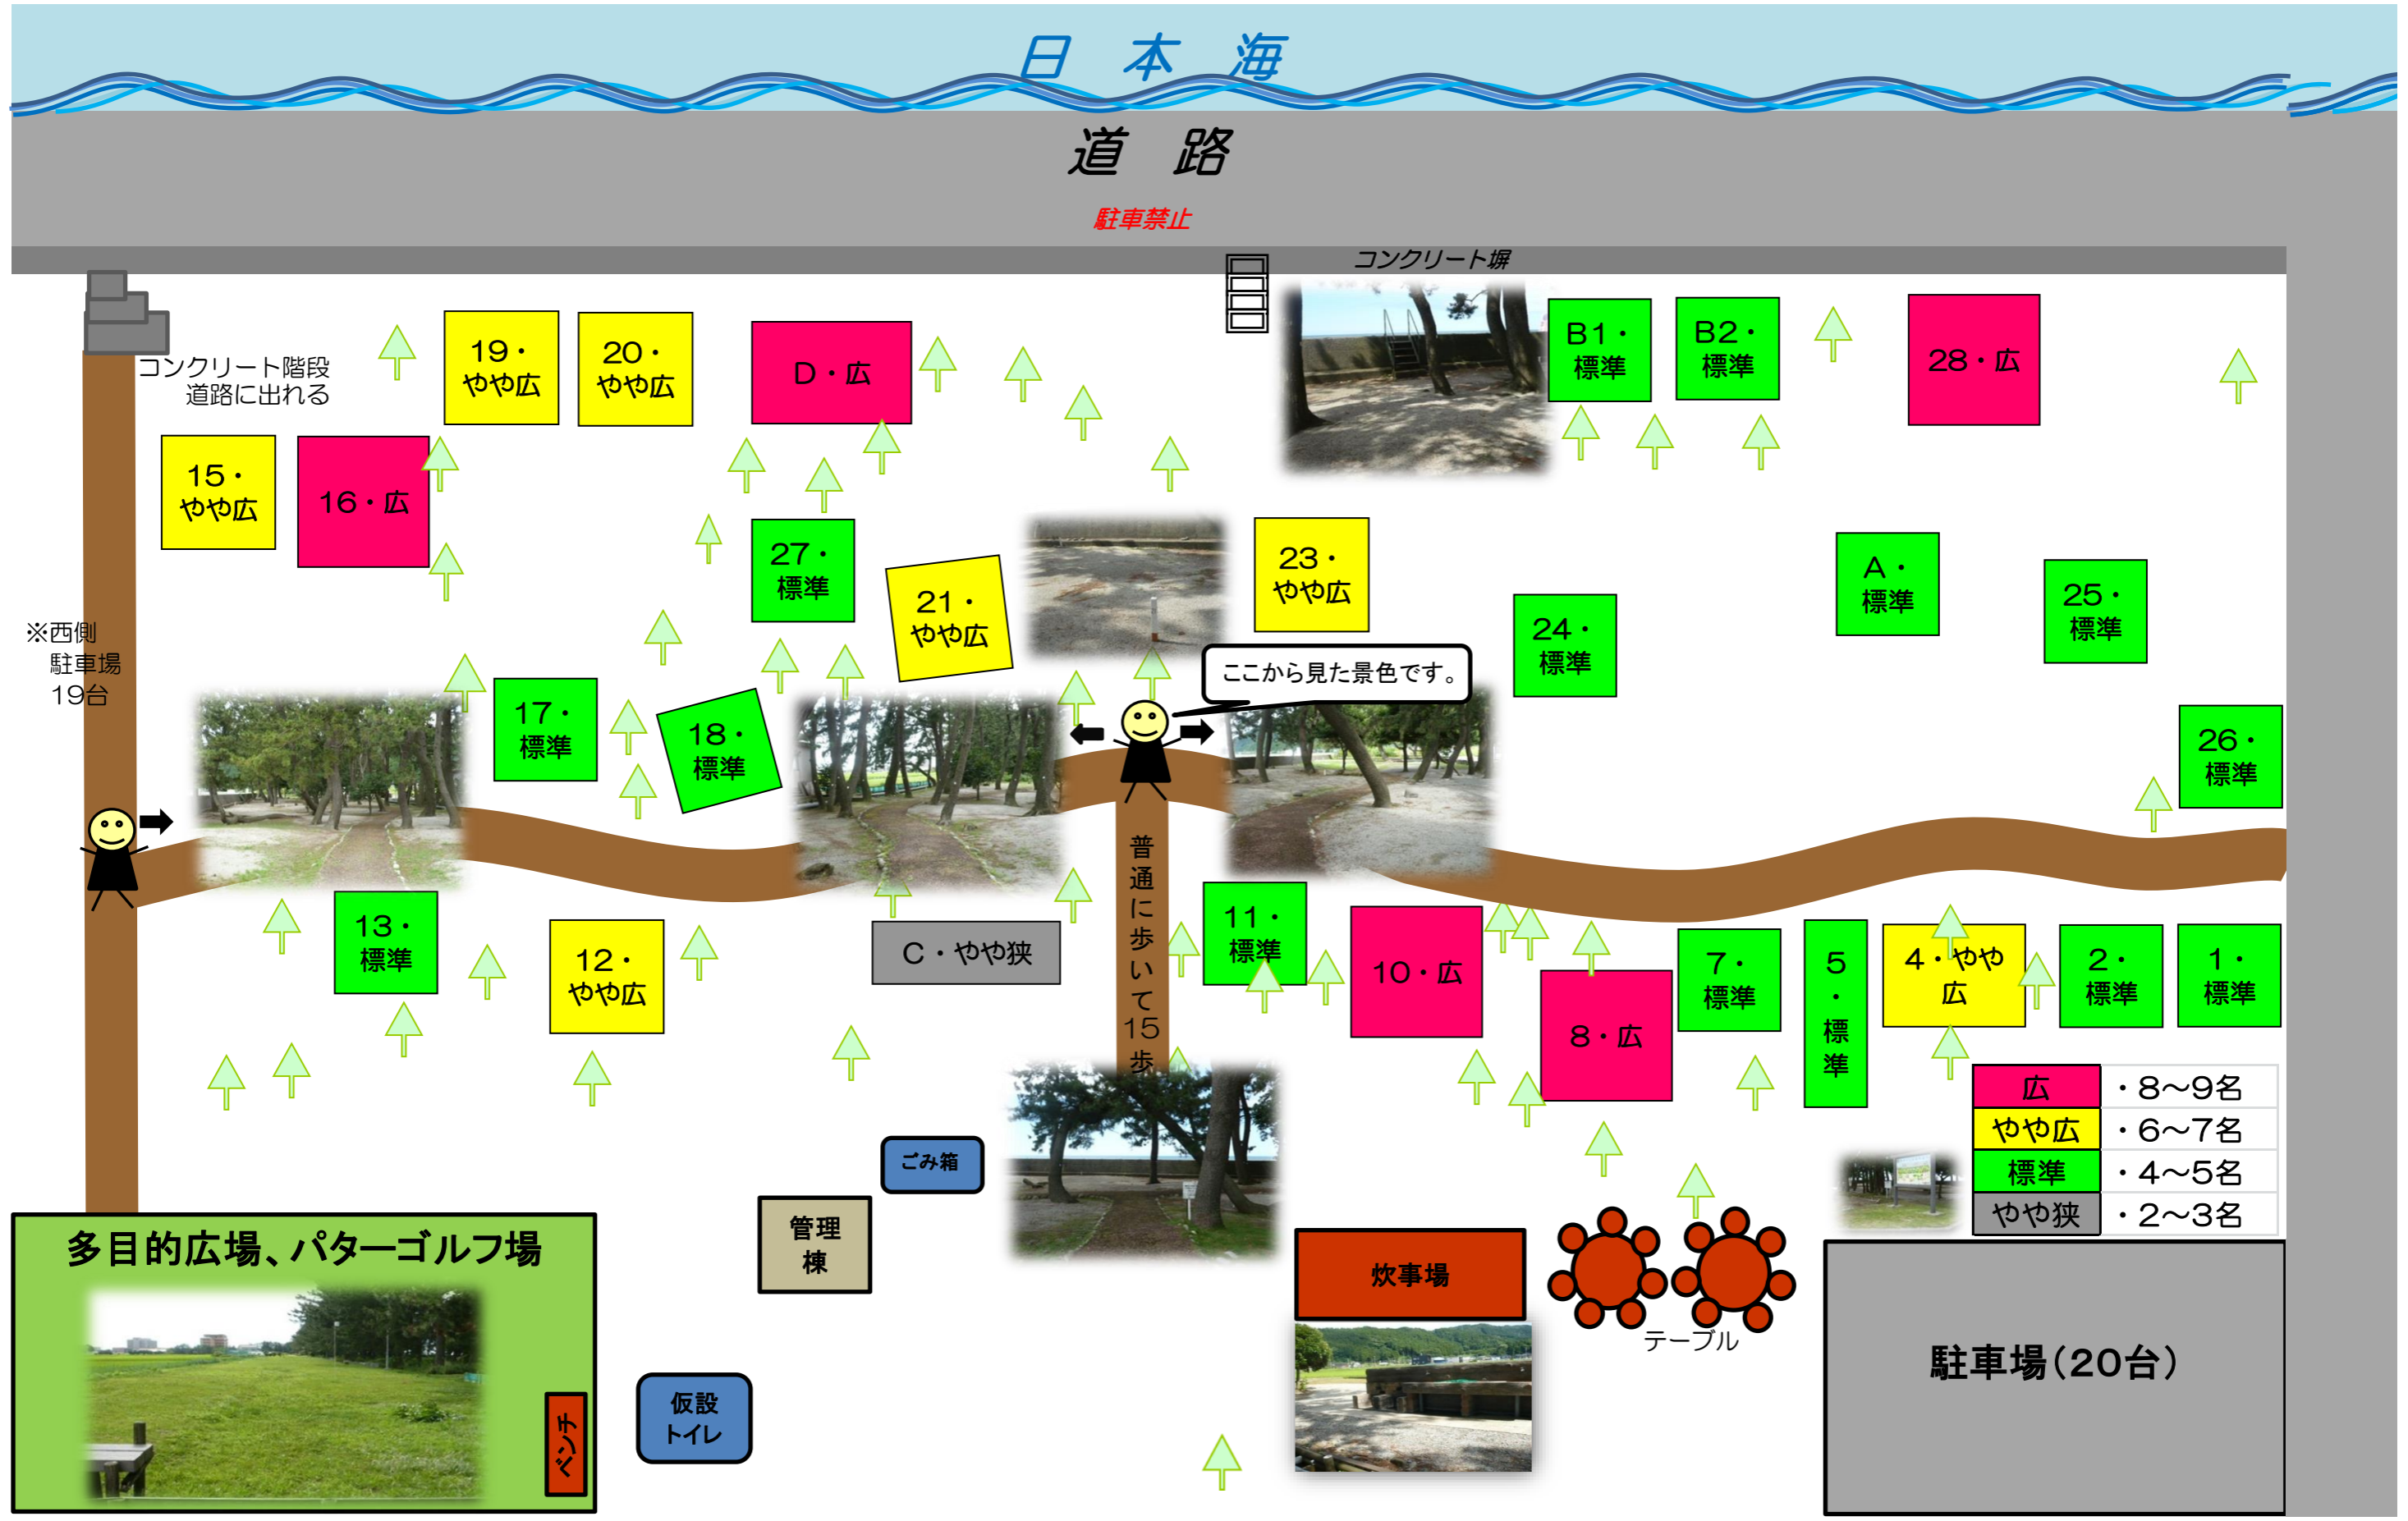 日 本 海
道 路
駐車禁止
コンクリート塀
コンクリート階段
道路に出れる
19・
やや広
20・
やや広
D・広
B1・
標準
B2・
標準
28・広
15・
やや広
16・広
27・
標準
21・
やや広
23・
やや広
24・
標準
A・
標準
25・
標準
※西側
駐車場
19台
17・
標準
18・
標準
ここから見た景色です。
26・
標準
普通に歩いて15歩
13・
標準
12・
やや広
C・やや狭
11・
標準
10・広
8・広
7・
標準
5・標準
4・やや
広
2・
標準
1・
標準
広 ・8～9名
やや広 ・6～7名
標準 ・4～5名
やや狭 ・2～3名
ごみ箱
管理
棟
多目的広場、パターゴルフ場
ベンチ
仮設
トイレ
炊事場
テーブル
駐車場(20台)